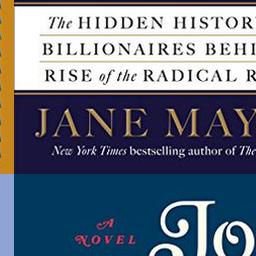 The HIDDEN HISTOR
BILLIONAIRES BEHI
RISE of the RADICAL R
JANE MAY
New York Times bestselling author of The
A
NOVEL
Jo